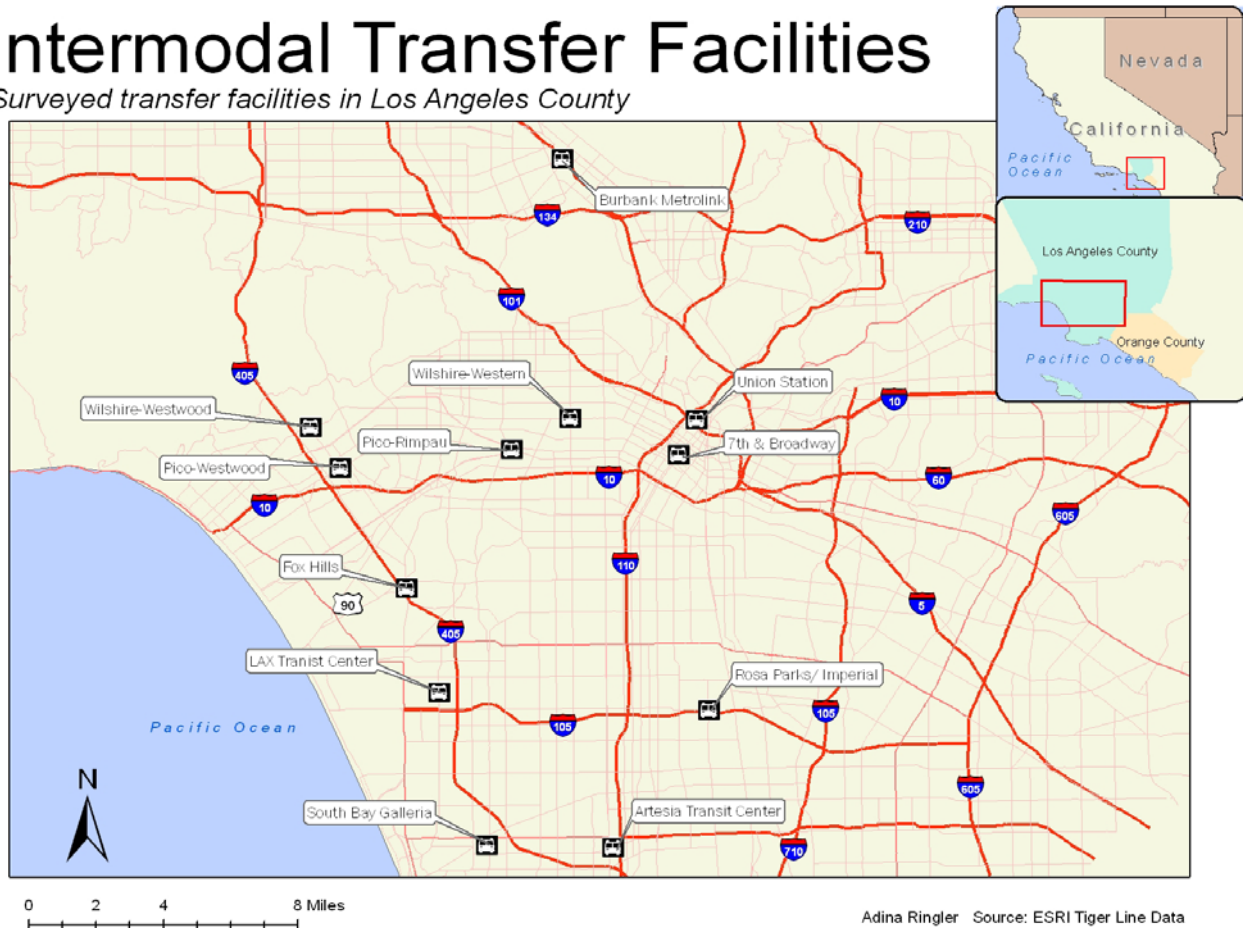 ntermodal Transfer Facilities
Surveyed transfer facilities in Los Angeles County
Nevada
California
Pacific
Ocean
Los Angeles County
Orange County
Pacific Ocean
Burbank Metrolink
134
210
101
405
Wilshire-Western
Union Station
10
Wilshire-Westwood
Pico-Rimpau
7th & Broadway
Pico-Westwood
10
10
60
605
Fox Hills
110
90
5
405
LAX Tranist Center
Rosa Parks/ Imperial
105
105
Pacific Ocean
N
605
South Bay Galleria
Artesia Transit Center
710
0 2 4 8 Miles
Adina Ringler Source: ESRI Tiger Line Data